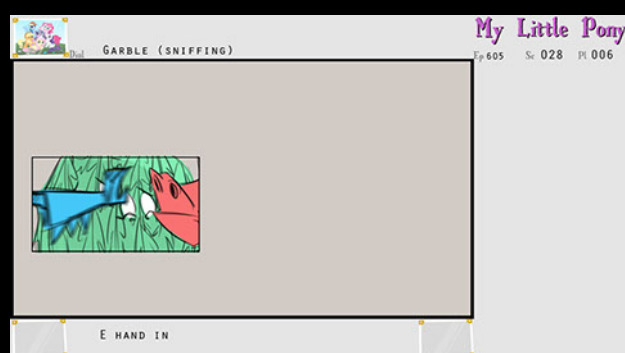 My Little Pony
Dial
GARBLE (SNIFFING)
Ep 605 Sc 028 Pl 006
E HAND IN